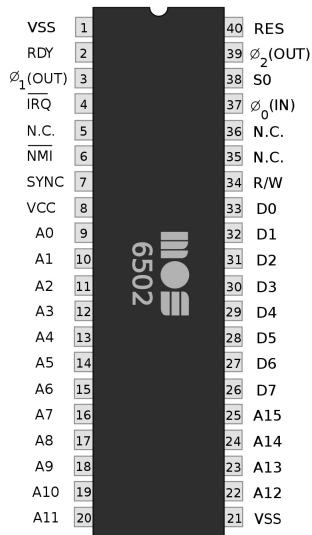 VSS 1 40 RES
RDY 2 39 ⌀₂(OUT)
⌀₁(OUT) 3 38 S0
I̅R̅Q̅ 4 37 ⌀₀(IN)
N.C. 5 36 N.C.
N̅M̅I̅ 6 35 N.C.
SYNC 7 34 R/W
VCC 8 33 D0
A0 9 32 D1
A1 10 31 D2
A2 11 30 D3
A3 12 29 D4
A4 13 28 D5
A5 14 27 D6
A6 15 26 D7
A7 16 25 A15
A8 17 24 A14
A9 18 23 A13
A10 19 22 A12
A11 20 21 VSS
mos
6502